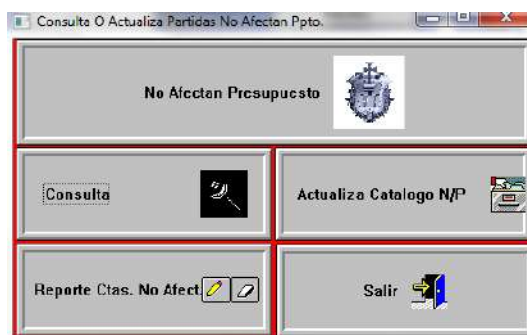 Consulta O Actualiza Partidas No Afectan Ppto.
No Afectan Presupuesto
Consulta
Actualiza Catalogo N/P
Reporte Ctas. No Afect.
Salir